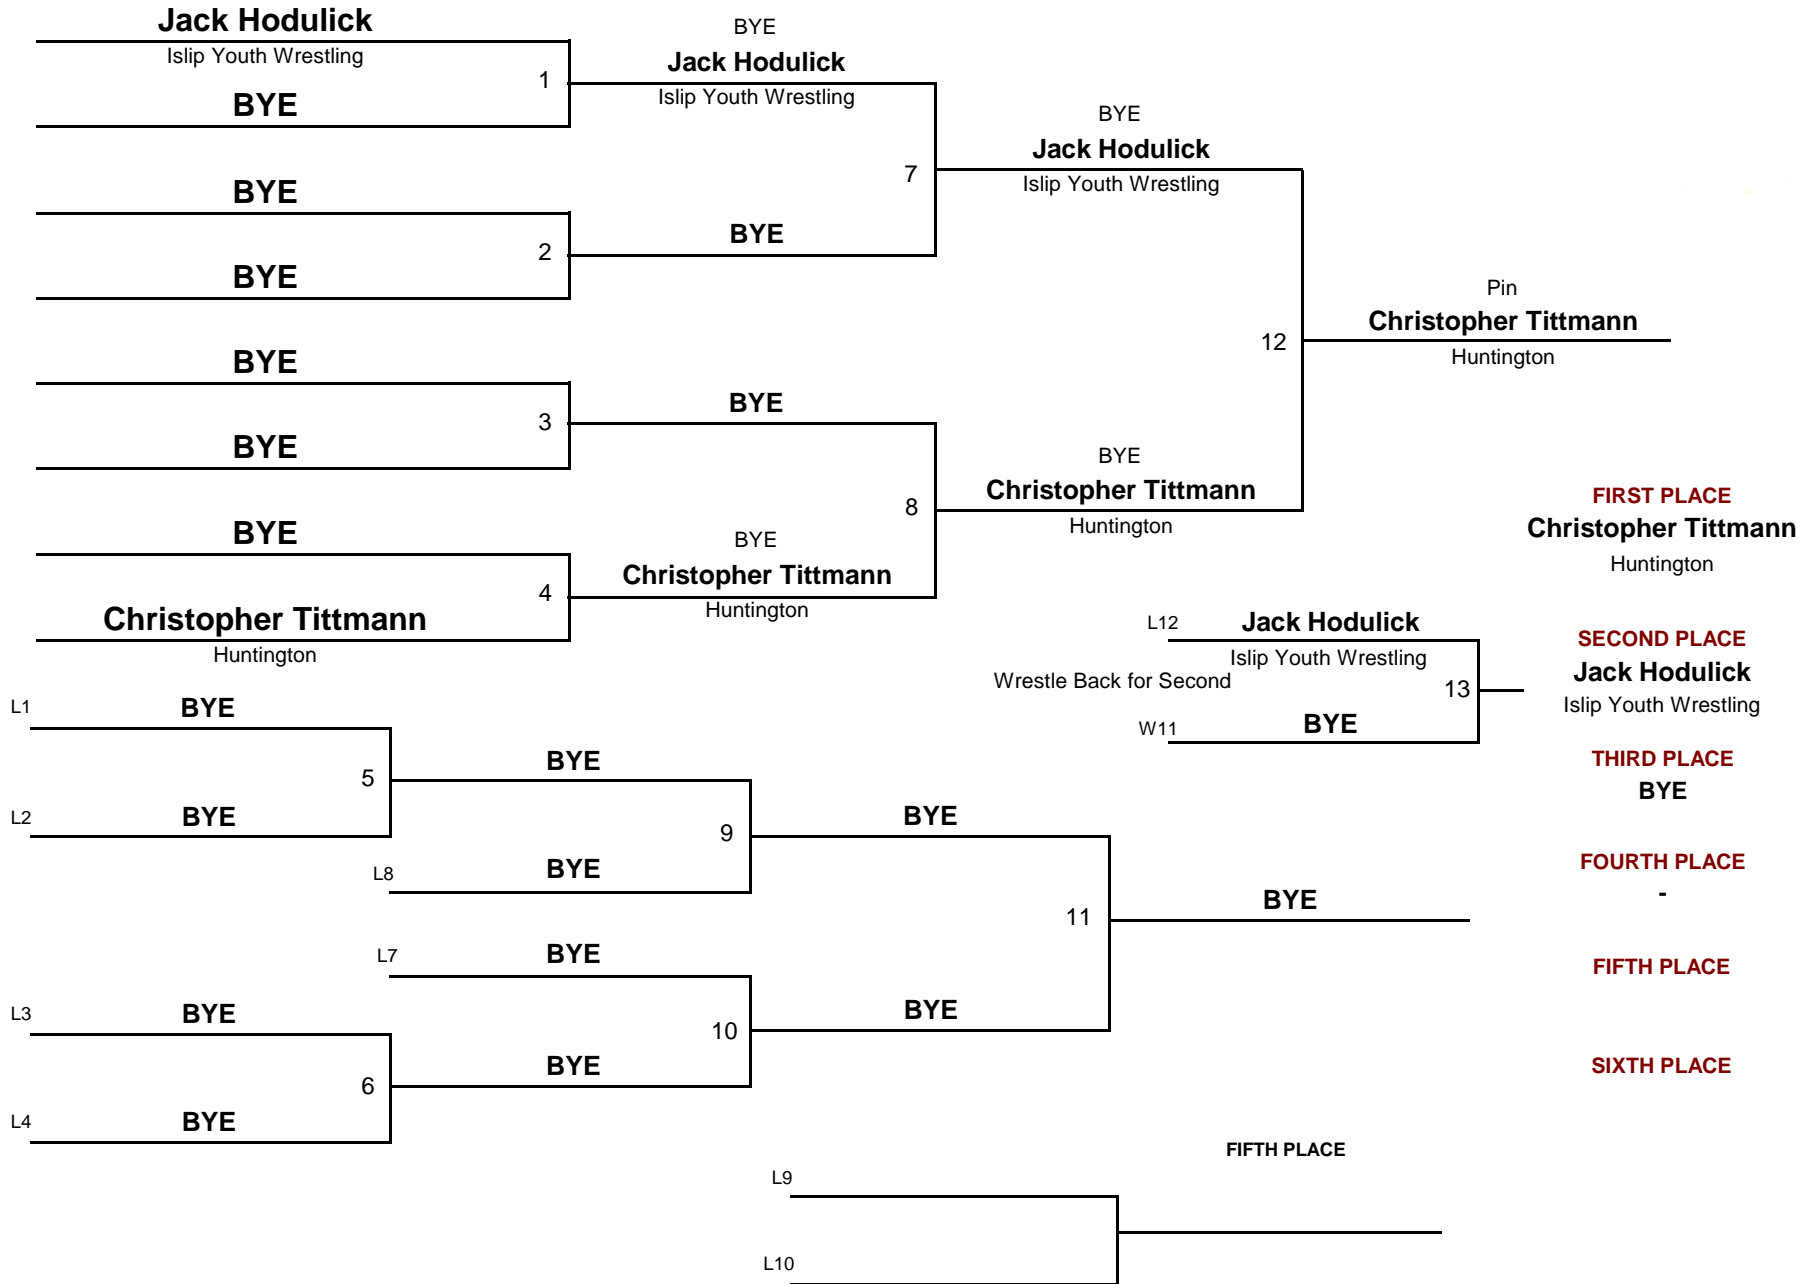 Jack Hodulick
Islip Youth Wrestling
1
BYE
BYE
2
BYE
BYE
3
BYE
BYE
4
Christopher Tittmann
Huntington
BYE
Jack Hodulick
Islip Youth Wrestling
7
BYE
BYE
8
BYE
Christopher Tittmann
Huntington
BYE
Jack Hodulick
Islip Youth Wrestling
12
BYE
Christopher Tittmann
Huntington
Pin
Christopher Tittmann
Huntington
FIRST PLACE
Christopher Tittmann
Huntington
L12 Jack Hodulick
Islip Youth Wrestling
Wrestle Back for Second
13
W11 BYE
SECOND PLACE
Jack Hodulick
Islip Youth Wrestling
THIRD PLACE
BYE
FOURTH PLACE
-
FIFTH PLACE
SIXTH PLACE
L1 BYE
5
L2 BYE
BYE
9
L8 BYE
BYE
11
BYE
L7 BYE
10
BYE
BYE
L3 BYE
6
L4 BYE
FIFTH PLACE
L9
L10